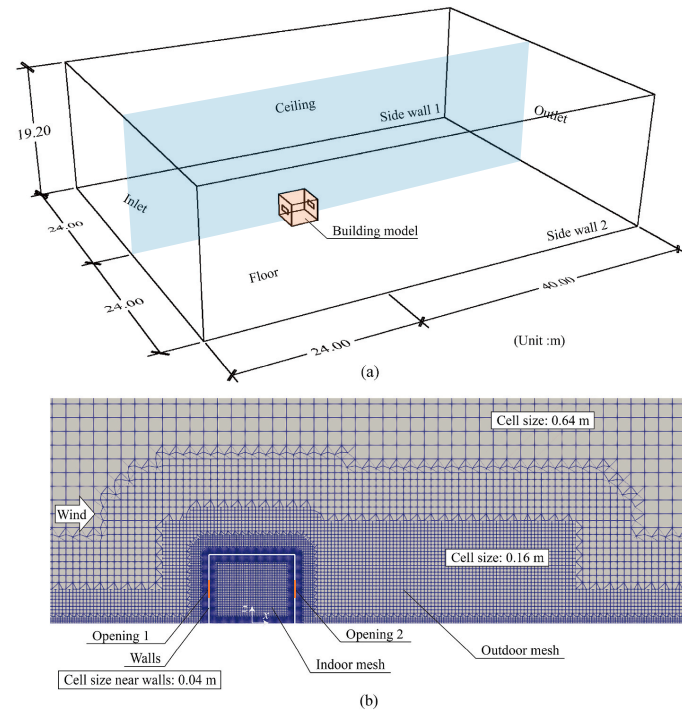 19.20
Ceiling
Side wall 1
Outlet
Inlet
24.00
Building model
Side wall 2
Floor
24.00
40.00
24.00
(Unit :m)
(a)
Cell size: 0.64 m
Wind
Cell size: 0.16 m
z
x
Opening 1
Opening 2
Outdoor mesh
Walls
Indoor mesh
Cell size near walls: 0.04 m
(b)